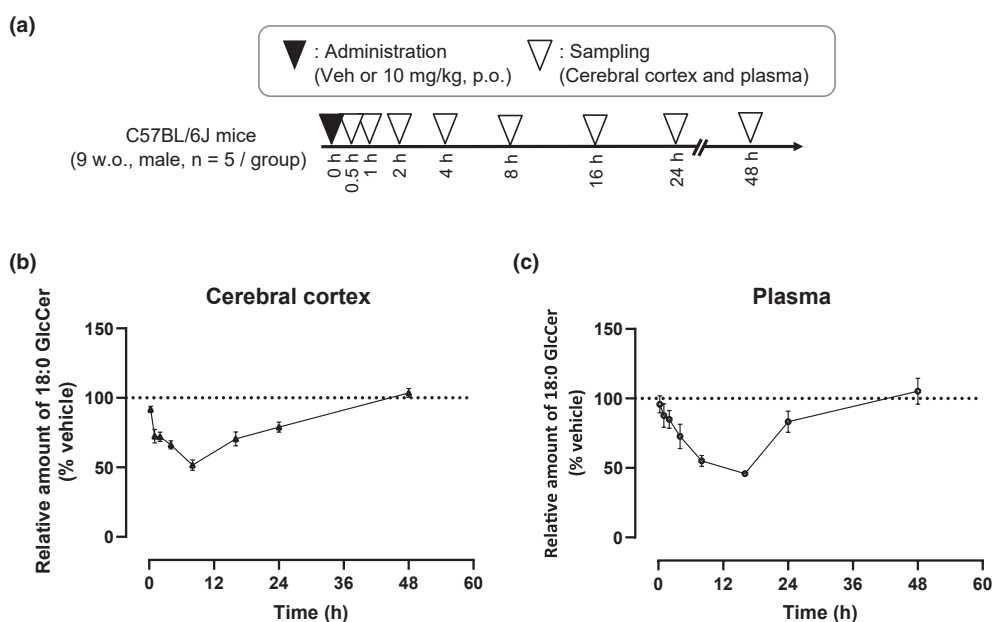 (a)
: Administration
(Veh or 10 mg/kg, p.o.)
: Sampling
(Cerebral cortex and plasma)
C57BL/6J mice
(9 w.o., male, n = 5 / group)
0 h
0.5 h
1 h
2 h
4 h
8 h
16 h
24 h
48 h
(b)
Cerebral cortex
Relative amount of 18:0 GlcCer
(% vehicle)
150
100
50
0
0 12 24 36 48 60
Time (h)
(c)
Plasma
Relative amount of 18:0 GlcCer
(% vehicle)
150
100
50
0
0 12 24 36 48 60
Time (h)